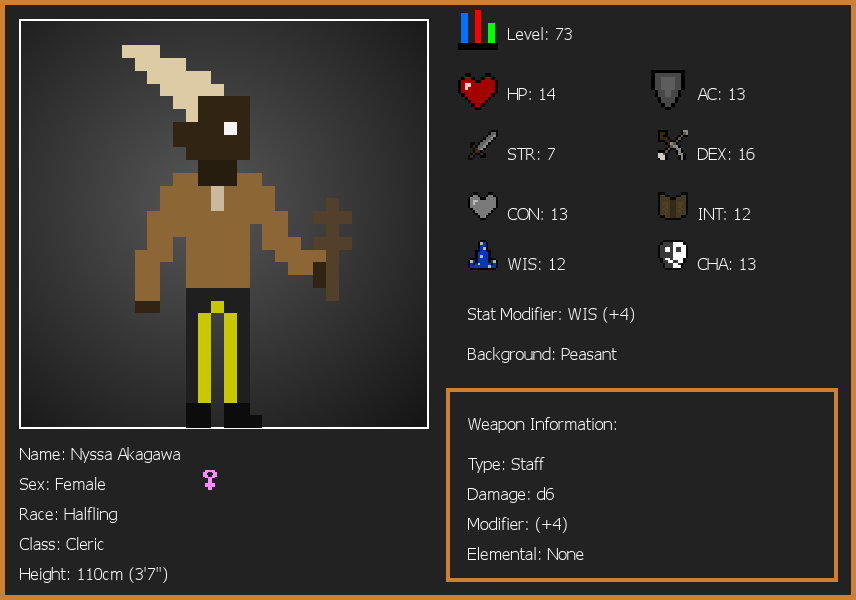 Level: 73
HP: 14
AC: 13
STR: 7
DEX: 16
CON: 13
INT: 12
WIS: 12
CHA: 13
Stat Modifier: WIS (+4)
Background: Peasant
Weapon Information:
Type: Staff
Damage: d6
Modifier: (+4)
Elemental: None
Name: Nyssa Akagawa
Sex: Female
Race: Halfling
Class: Cleric
Height: 110cm (3'7")